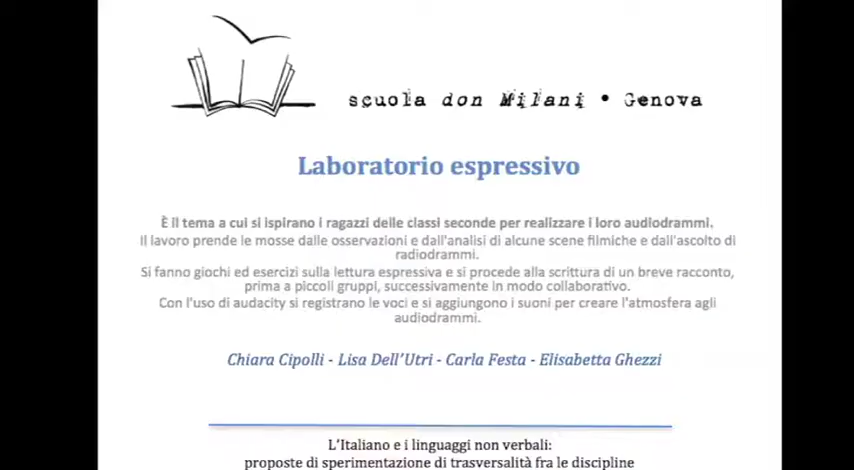 scuola don Milani • Genova
Laboratorio espressivo
È il tema a cui si ispirano i ragazzi delle classi seconde per realizzare i loro audiodrammi.
Il lavoro prende le mosse dalle osservazioni e dall'analisi di alcune scene filmiche e dall'ascolto di
radiodrammi.
Si fanno giochi ed esercizi sulla lettura espressiva e si procede alla scrittura di un breve racconto,
prima a piccoli gruppi, successivamente in modo collaborativo.
Con l'uso di audacity si registrano le voci e si aggiungono i suoni per creare l'atmosfera agli
audiodrammi.
Chiara Cipolli - Lisa Dell'Utri - Carla Festa - Elisabetta Ghezzi
L'Italiano e i linguaggi non verbali:
proposte di sperimentazione di trasversalità fra le discipline